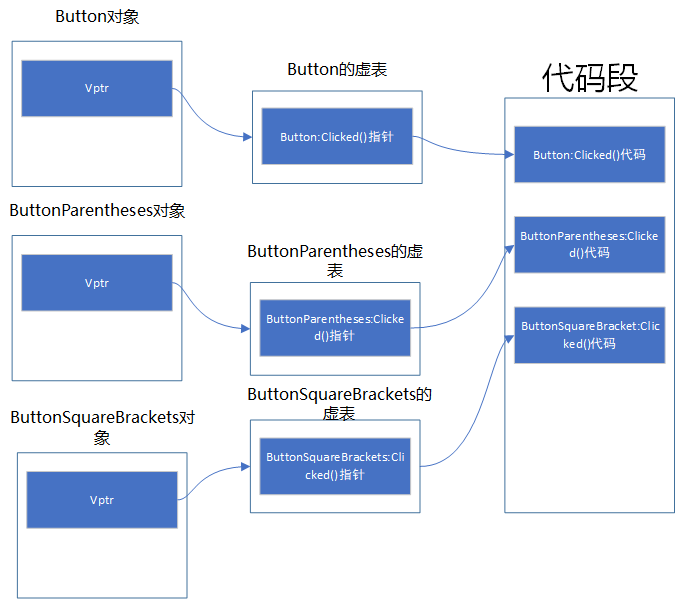 Button对象
Vptr
Button的虚表
Button:Clicked()指针
代码段
Button:Clicked()代码
ButtonParentheses对象
Vptr
ButtonParentheses的虚
表
ButtonParentheses:Clicke
d()指针
ButtonParentheses:Clicke
d()代码
ButtonSquareBrackets对
象
Vptr
ButtonSquareBrackets的
虚表
ButtonSquareBrackets:Cli
cked()指针
ButtonSquareBracket:Clic
ked()代码